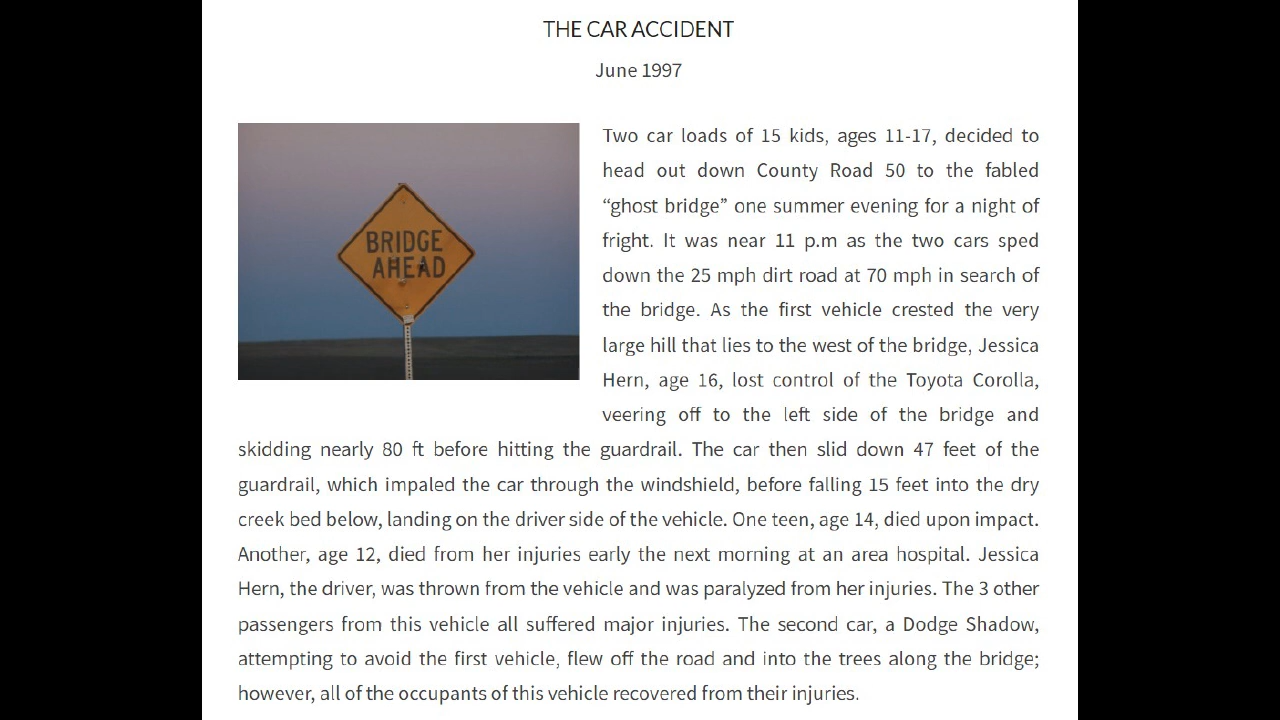 THE CAR ACCIDENT
June 1997
BRIDGE
AHEAD
Two car loads of 15 kids, ages 11-17, decided to
head out down County Road 50 to the fabled
“ghost bridge” one summer evening for a night of
fright. It was near 11 p.m as the two cars sped
down the 25 mph dirt road at 70 mph in search of
the bridge. As the first vehicle crested the very
large hill that lies to the west of the bridge, Jessica
Hern, age 16, lost control of the Toyota Corolla,
veering off to the left side of the bridge and
skidding nearly 80 ft before hitting the guardrail. The car then slid down 47 feet of the
guardrail, which impaled the car through the windshield, before falling 15 feet into the dry
creek bed below, landing on the driver side of the vehicle. One teen, age 14, died upon impact.
Another, age 12, died from her injuries early the next morning at an area hospital. Jessica
Hern, the driver, was thrown from the vehicle and was paralyzed from her injuries. The 3 other
passengers from this vehicle all suffered major injuries. The second car, a Dodge Shadow,
attempting to avoid the first vehicle, flew off the road and into the trees along the bridge;
however, all of the occupants of this vehicle recovered from their injuries.